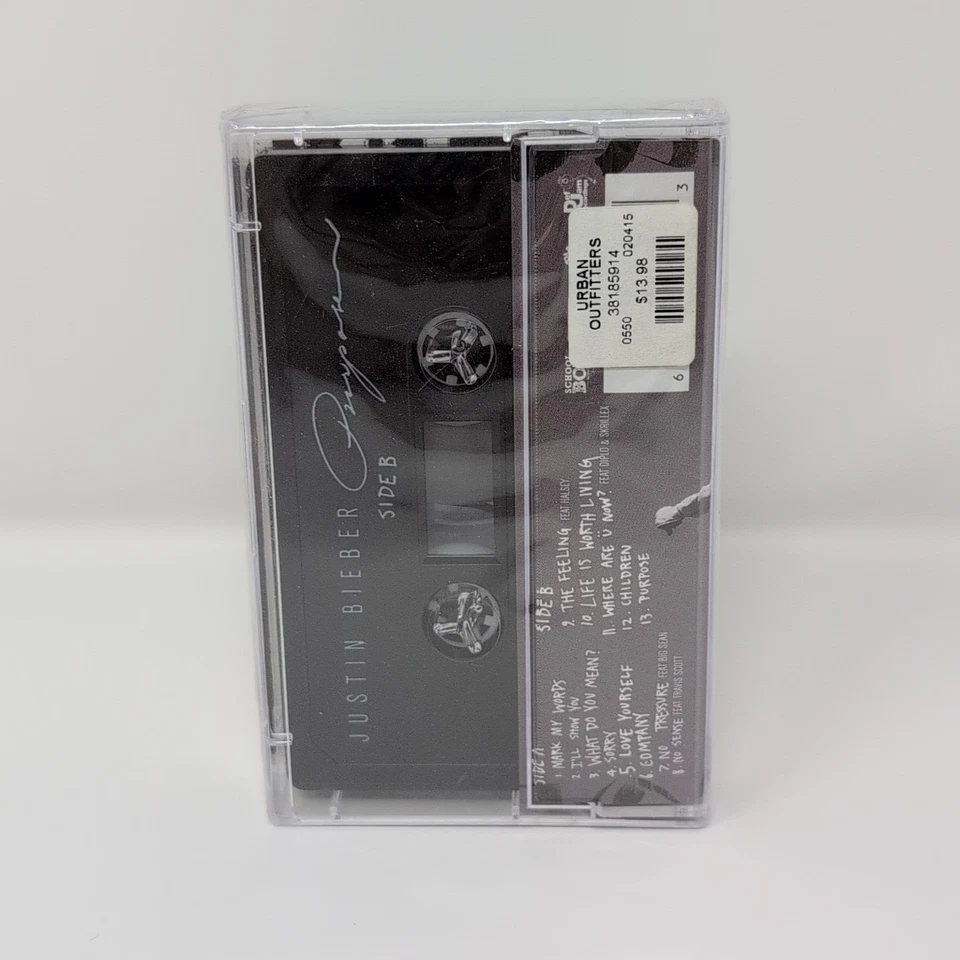 JUSTIN BIEBER
Purpose
SIDE B
SIDE A
1 MARK MY WORDS
2 I'LL SHOW YOU
3 WHAT DO YOU MEAN?
4. SORRY
5. LOVE YOURSELF
6. COMPANY
7. NO PRESSURE FEAT BIG SEAN
8 NO SENSE FEAT TRAVIS SCOTT
SIDE B
9. THE FEELING FEAT HALSEY
10. LIFE IS WORTH LIVING
11. WHERE ARE Ü NOW? FEAT DIPLO & SKRILLEX
12. CHILDREN
13. PURPOSE
URBAN
OUTFITTERS
38185914
0550 020415
$13.98
SCHOOL
6 3